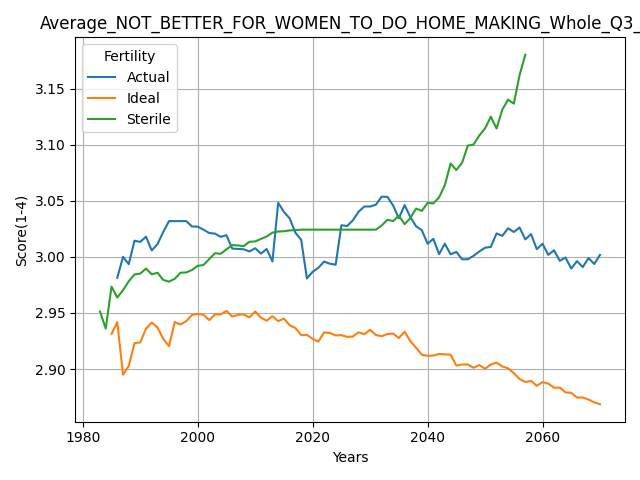 Average_NOT_BETTER_FOR_WOMEN_TO_DO_HOME_MAKING_Whole_Q3_
Fertility
Actual
Ideal
Sterile
Score(1-4)
3.15
3.10
3.05
3.00
2.95
2.90
1980 2000 2020 2040 2060
Years